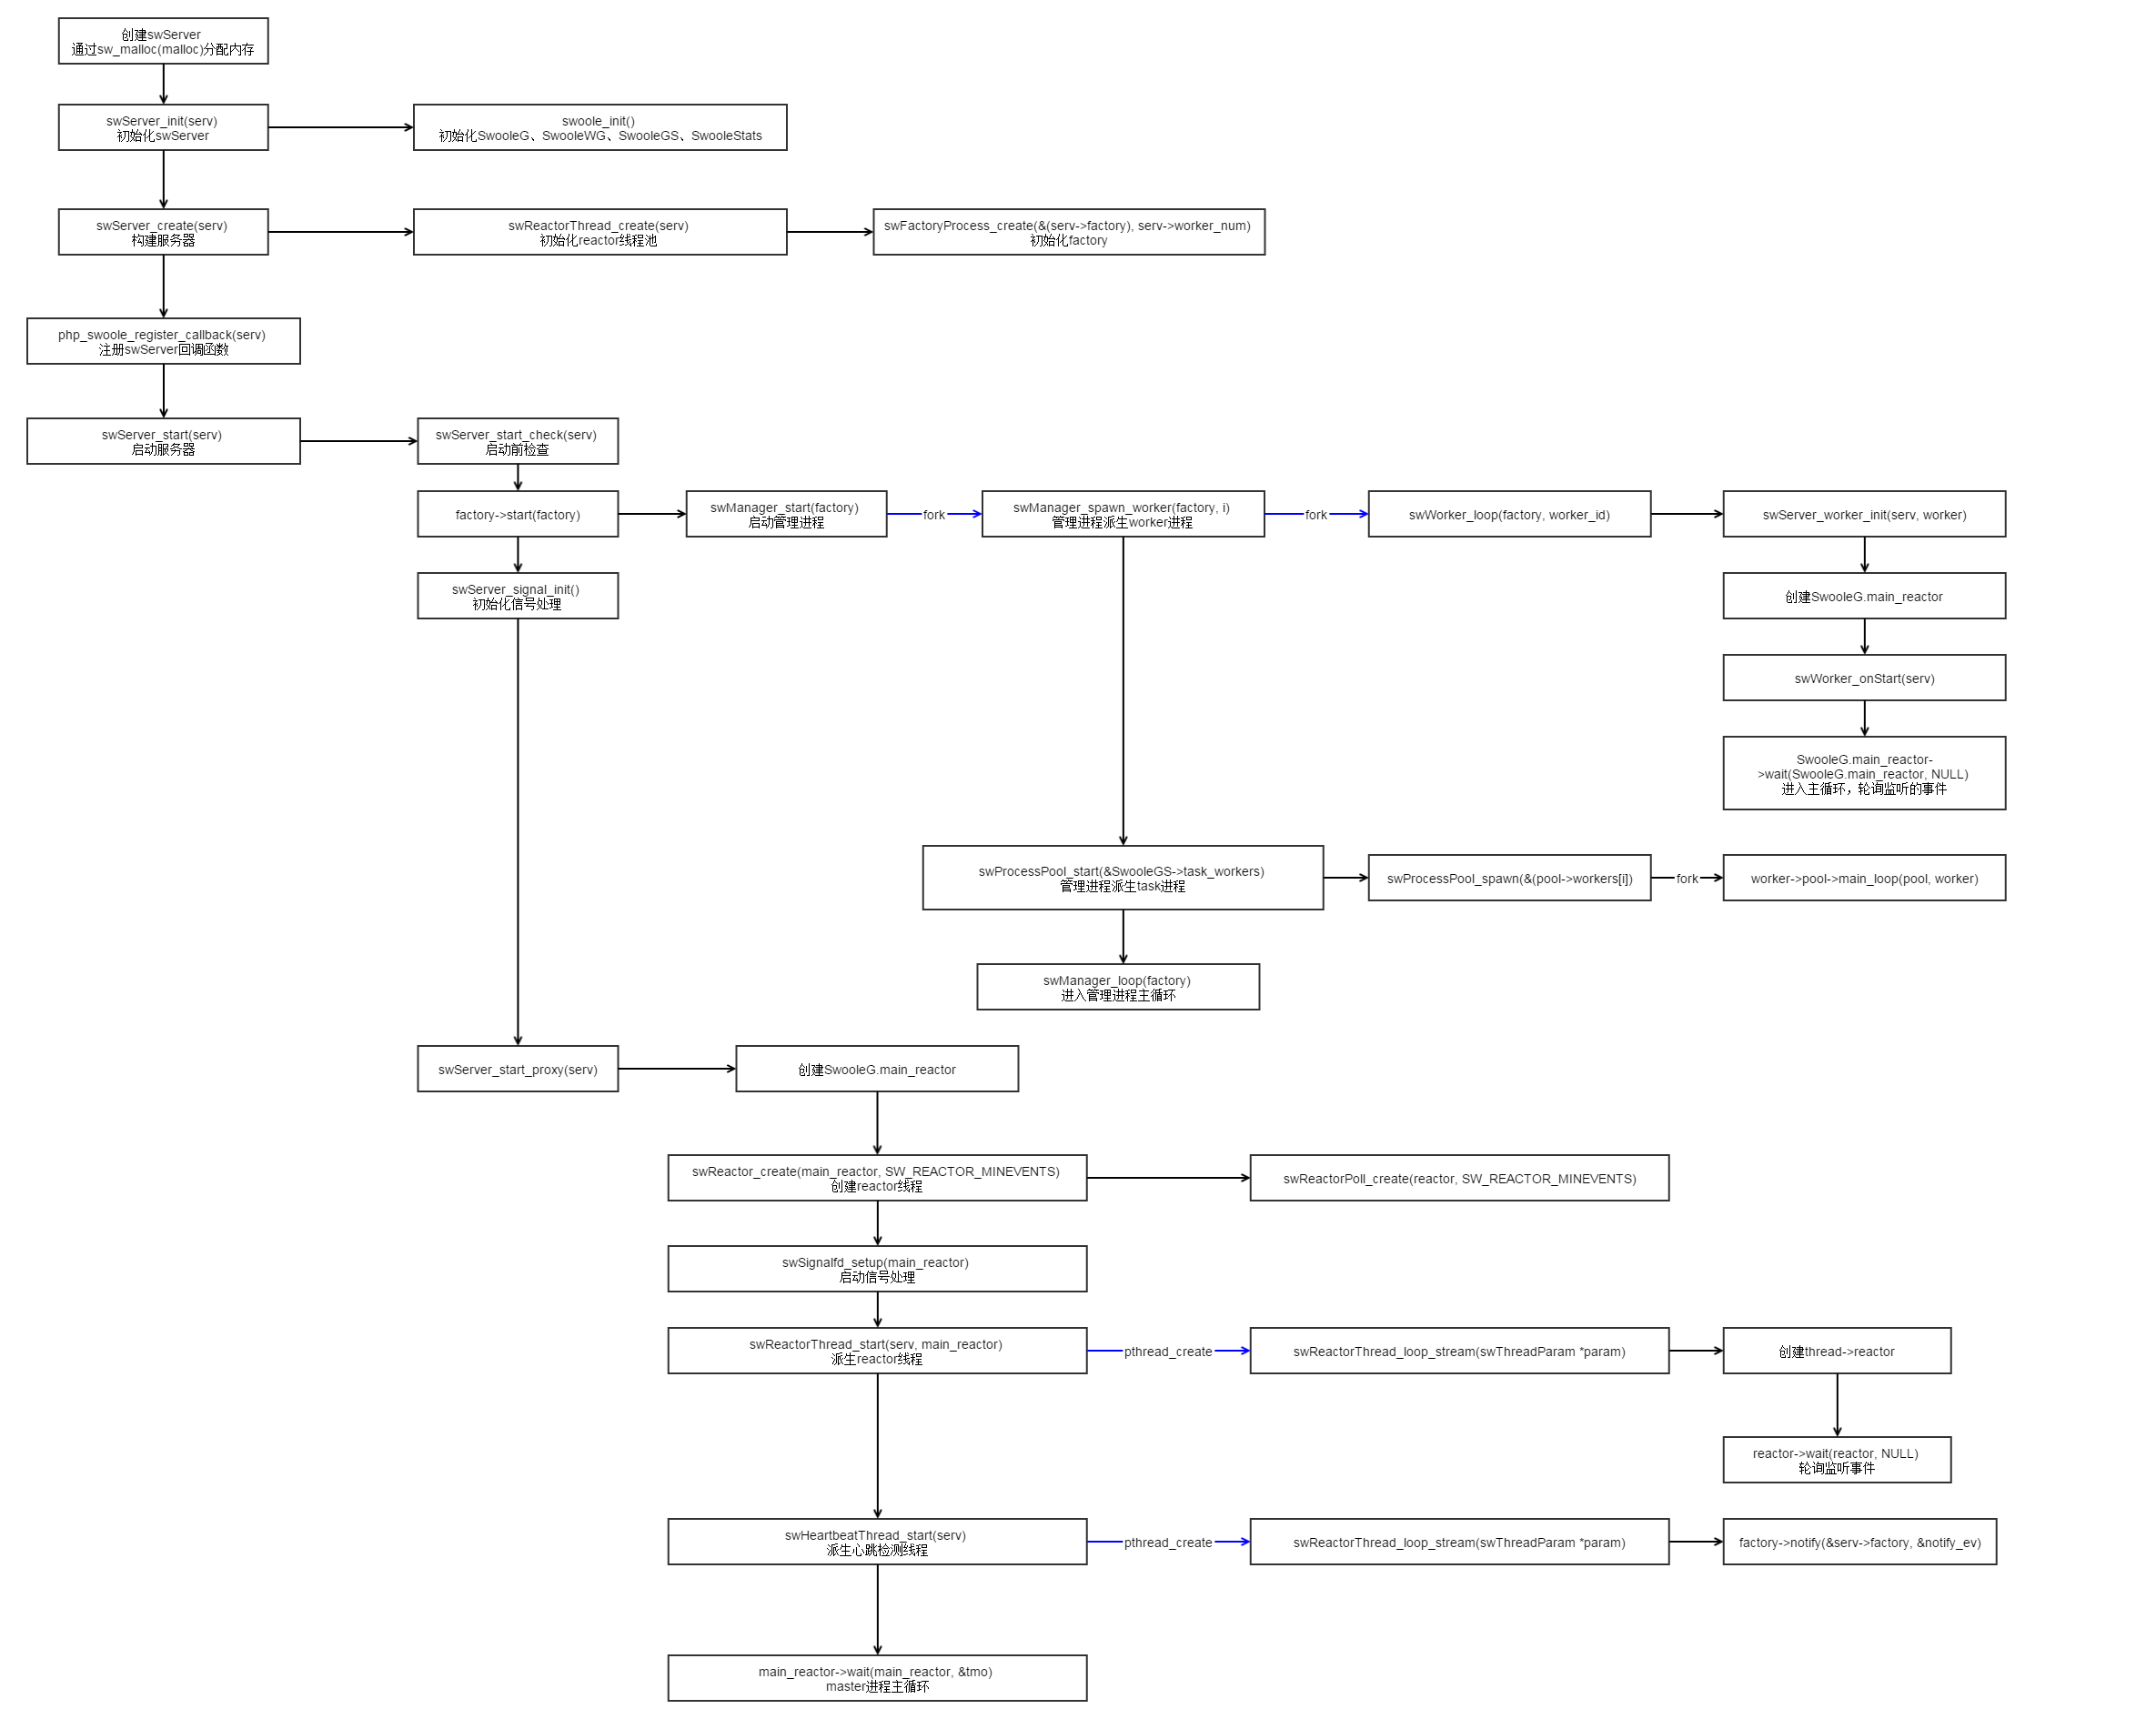 创建swServer
通过sw_malloc(malloc)分配内存
swServer_init(serv)
初始化swServer
swoole_init()
初始化SwooleG、SwooleWG、SwooleGS、SwooleStats
swServer_create(serv)
构建服务器
swReactorThread_create(serv)
初始化reactor线程池
swFactoryProcess_create(&(serv->factory), serv->worker_num)
初始化factory
php_swoole_register_callback(serv)
注册swServer回调函数
swServer_start(serv)
启动服务器
swServer_start_check(serv)
启动前检查
factory->start(factory)
swManager_start(factory)
启动管理进程
fork
swManager_spawn_worker(factory, i)
管理进程派生worker进程
fork
swWorker_loop(factory, worker_id)
swServer_worker_init(serv, worker)
swServer_signal_init()
初始化信号处理
创建SwooleG.main_reactor
swWorker_onStart(serv)
SwooleG.main_reactor-
>wait(SwooleG.main_reactor, NULL)
进入主循环，轮询监听的事件
swProcessPool_start(&SwooleGS->task_workers)
管理进程派生task进程
swProcessPool_spawn(&(pool->workers[i])
fork
worker->pool->main_loop(pool, worker)
swManager_loop(factory)
进入管理进程主循环
swServer_start_proxy(serv)
创建SwooleG.main_reactor
swReactor_create(main_reactor, SW_REACTOR_MINEVENTS)
创建reactor线程
swReactorPoll_create(reactor, SW_REACTOR_MINEVENTS)
swSignalfd_setup(main_reactor)
启动信号处理
swReactorThread_start(serv, main_reactor)
派生reactor线程
pthread_create
swReactorThread_loop_stream(swThreadParam *param)
创建thread->reactor
reactor->wait(reactor, NULL)
轮询监听事件
swHeartbeatThread_start(serv)
派生心跳检测线程
pthread_create
swReactorThread_loop_stream(swThreadParam *param)
factory->notify(&serv->factory, &notify_ev)
main_reactor->wait(main_reactor, &tmo)
master进程主循环